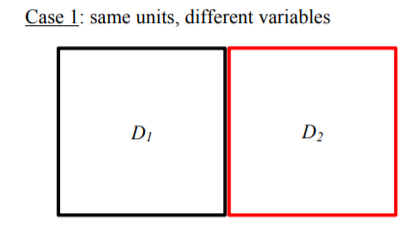 Case 1: same units, different variables
D₁ D₂